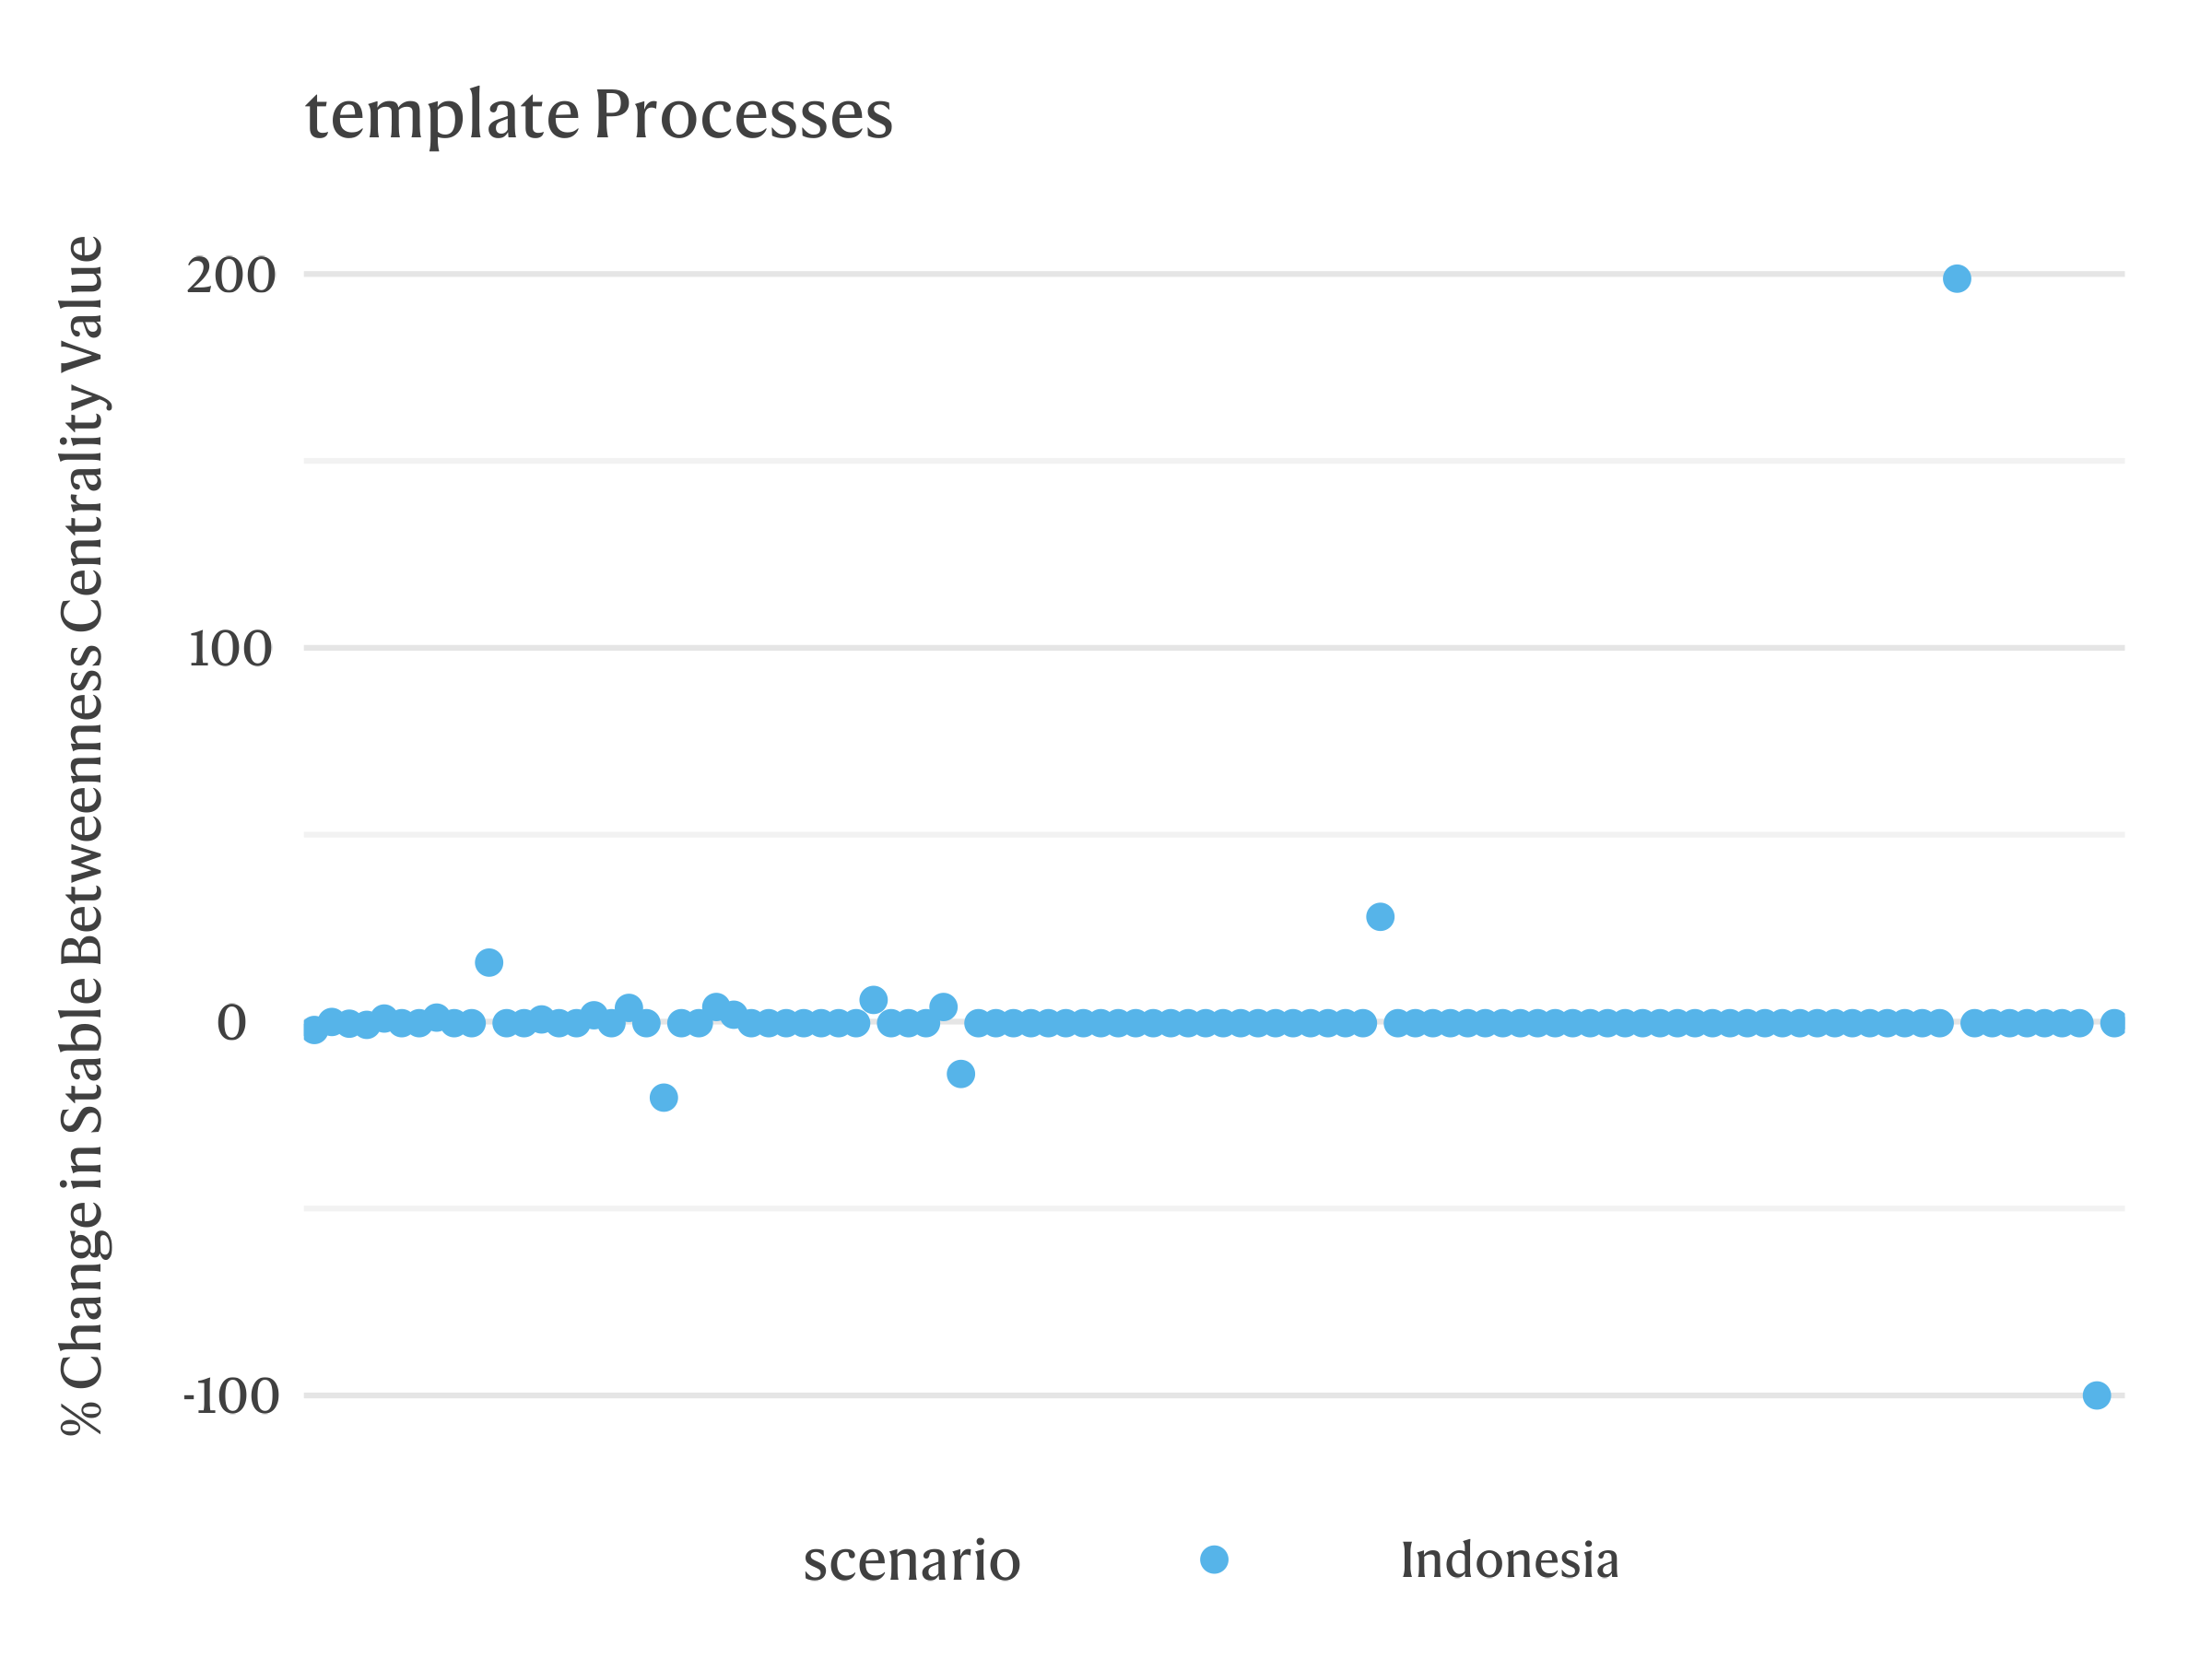 template Processes
% Change in Stable Betweenness Centrality Value
200
100
0
-100
scenario
Indonesia